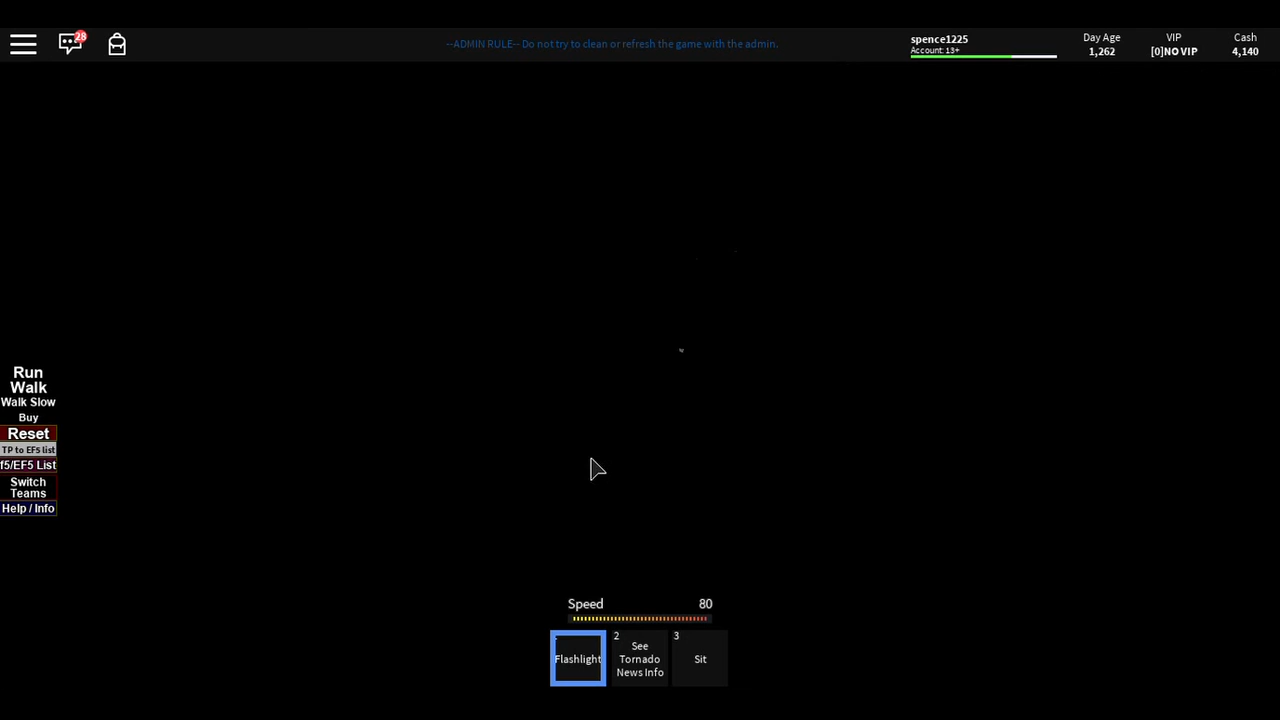 28
--ADMIN RULE-- Do not try to clean or refresh the game with the admin.
spence1225
Account: 13+
Day Age
1,262
VIP
[0]NO VIP
Cash
4,140
Run
Walk
Walk Slow
Buy
Reset
TP to EF5 list
f5/EF5 List
Switch
Teams
Help / Info
Speed 80
Flashlight
2
See
Tornado
News Info
3
Sit